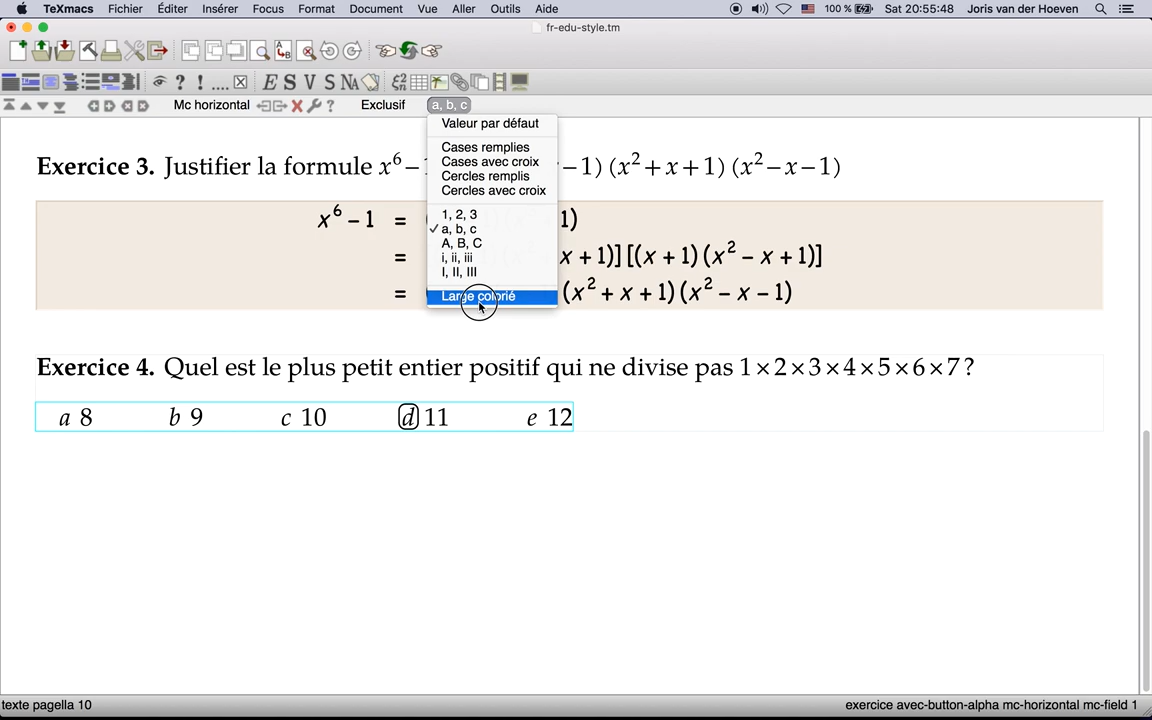 TeXmacs Fichier Éditer Insérer Focus Format Document Vue Aller Outils Aide 100 % Sat 20:55:48 Joris van der Hoeven
fr-edu-style.tm
Mc horizontal Exclusif a, b, c
Valeur par défaut
Cases remplies
Cases avec croix
Cercles remplis
Cercles avec croix
1, 2, 3
✓ a, b, c
A, B, C
i, ii, iii
I, II, III
Large colorié
Exercice 3. Justifier la formule x⁶ − −1) (x² + x + 1) (x² − x − 1)
x⁶ − 1 = 1)
= x + 1)] [(x + 1) (x² − x + 1)]
= (x² + x + 1) (x² − x − 1)
Exercice 4. Quel est le plus petit entier positif qui ne divise pas 1×2×3×4×5×6×7 ?
a 8 b 9 c 10 d 11 e 12
texte pagella 10 exercice avec-button-alpha mc-horizontal mc-field 1